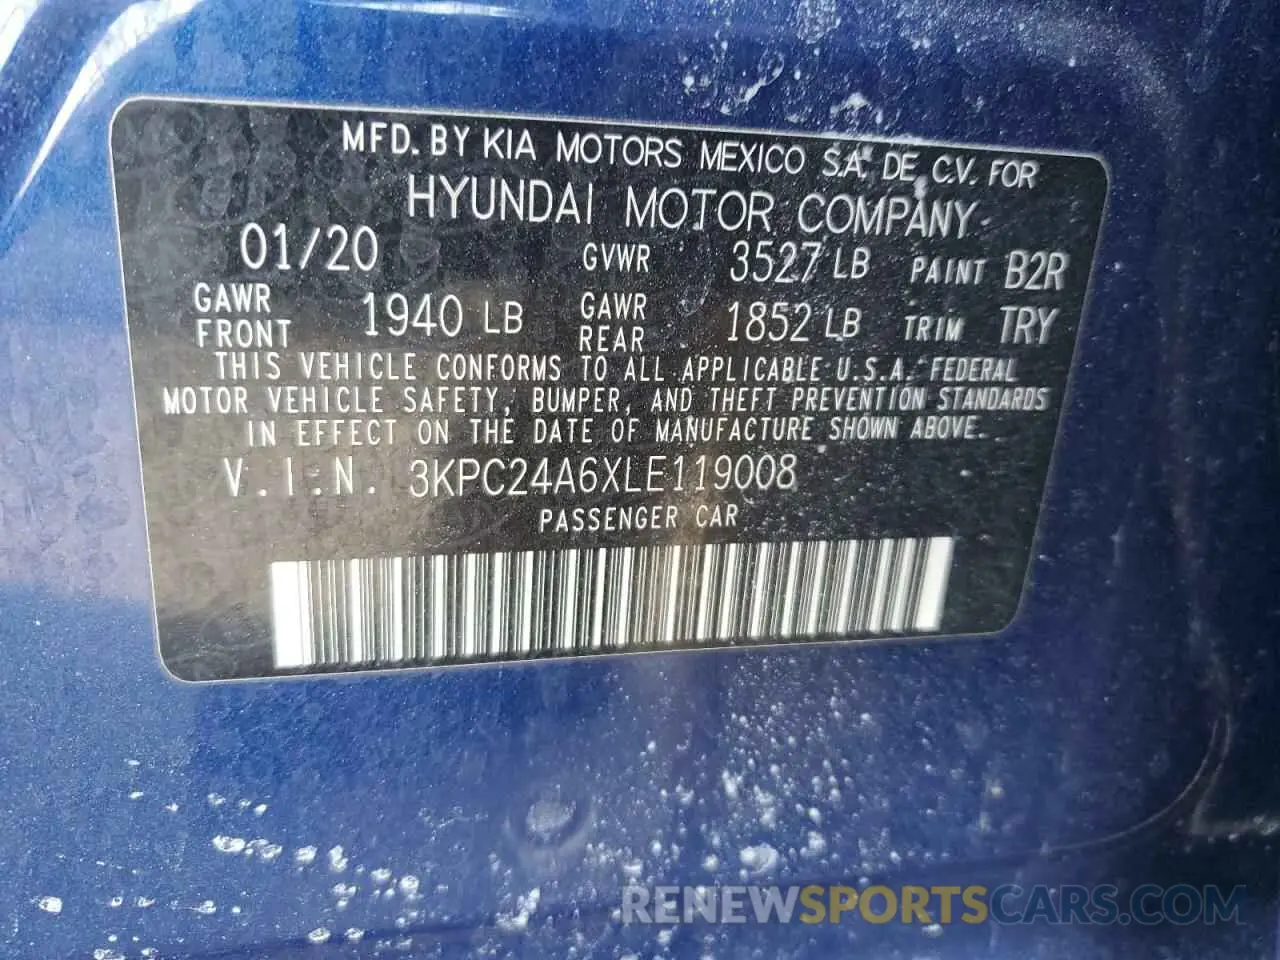 MFD. BY KIA MOTORS MEXICO S.A. DE C.V. FOR
HYUNDAI MOTOR COMPANY
01/20 GVWR 3527 LB PAINT B2R
GAWR FRONT 1940 LB GAWR REAR 1852 LB TRIM TRY
THIS VEHICLE CONFORMS TO ALL APPLICABLE U.S.A. FEDERAL
MOTOR VEHICLE SAFETY, BUMPER, AND THEFT PREVENTION STANDARDS
IN EFFECT ON THE DATE OF MANUFACTURE SHOWN ABOVE.
V.I.N. 3KPC24A6XLE119008
PASSENGER CAR
RENEWSPORTSCARS.COM